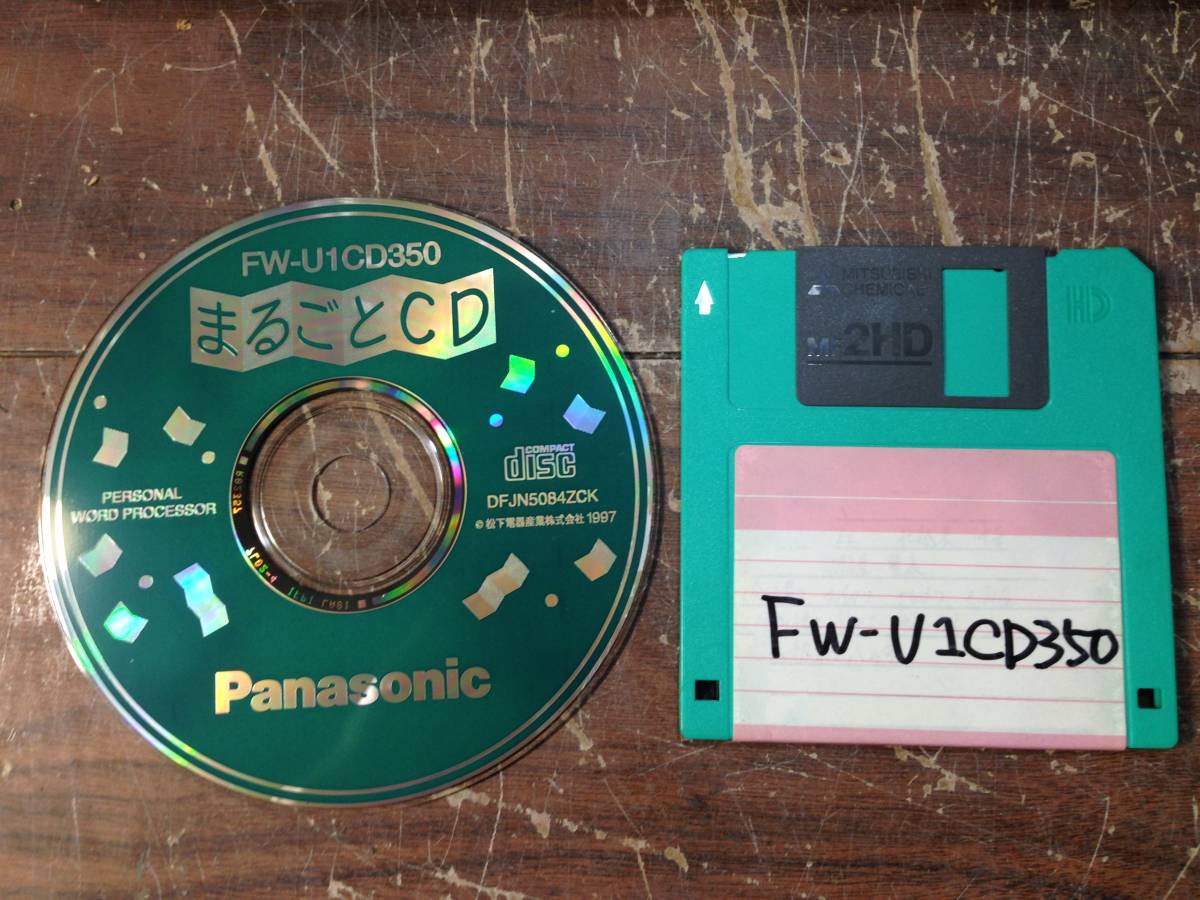 FW-U1CD350
まるごとCD
COMPACT
disc
DFJN5084ZCK
© 松下電器産業株式会社 1997
PERSONAL
WORD PROCESSOR
Panasonic
MITSUBISHI
CHEMICAL
MF2HD
HD
FW-U1CD350